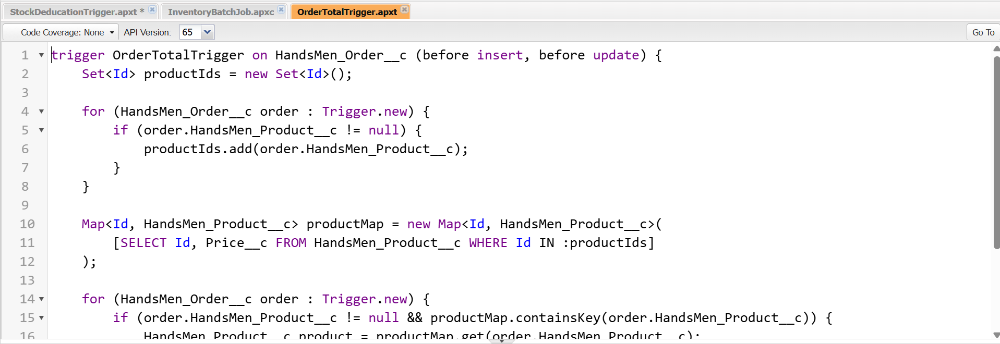 StockDeducationTrigger.apxt * InventoryBatchJob.apxc OrderTotalTrigger.apxt
Code Coverage: None API Version: 65 Go To
1 trigger OrderTotalTrigger on HandsMen_Order__c (before insert, before update) {
2 Set<Id> productIds = new Set<Id>();
3
4 for (HandsMen_Order__c order : Trigger.new) {
5 if (order.HandsMen_Product__c != null) {
6 productIds.add(order.HandsMen_Product__c);
7 }
8 }
9
10 Map<Id, HandsMen_Product__c> productMap = new Map<Id, HandsMen_Product__c>(
11 [SELECT Id, Price__c FROM HandsMen_Product__c WHERE Id IN :productIds]
12 );
13
14 for (HandsMen_Order__c order : Trigger.new) {
15 if (order.HandsMen_Product__c != null && productMap.containsKey(order.HandsMen_Product__c)) {
16 HandsMen_Product__c product = productMap.get(order.HandsMen_Product__c);